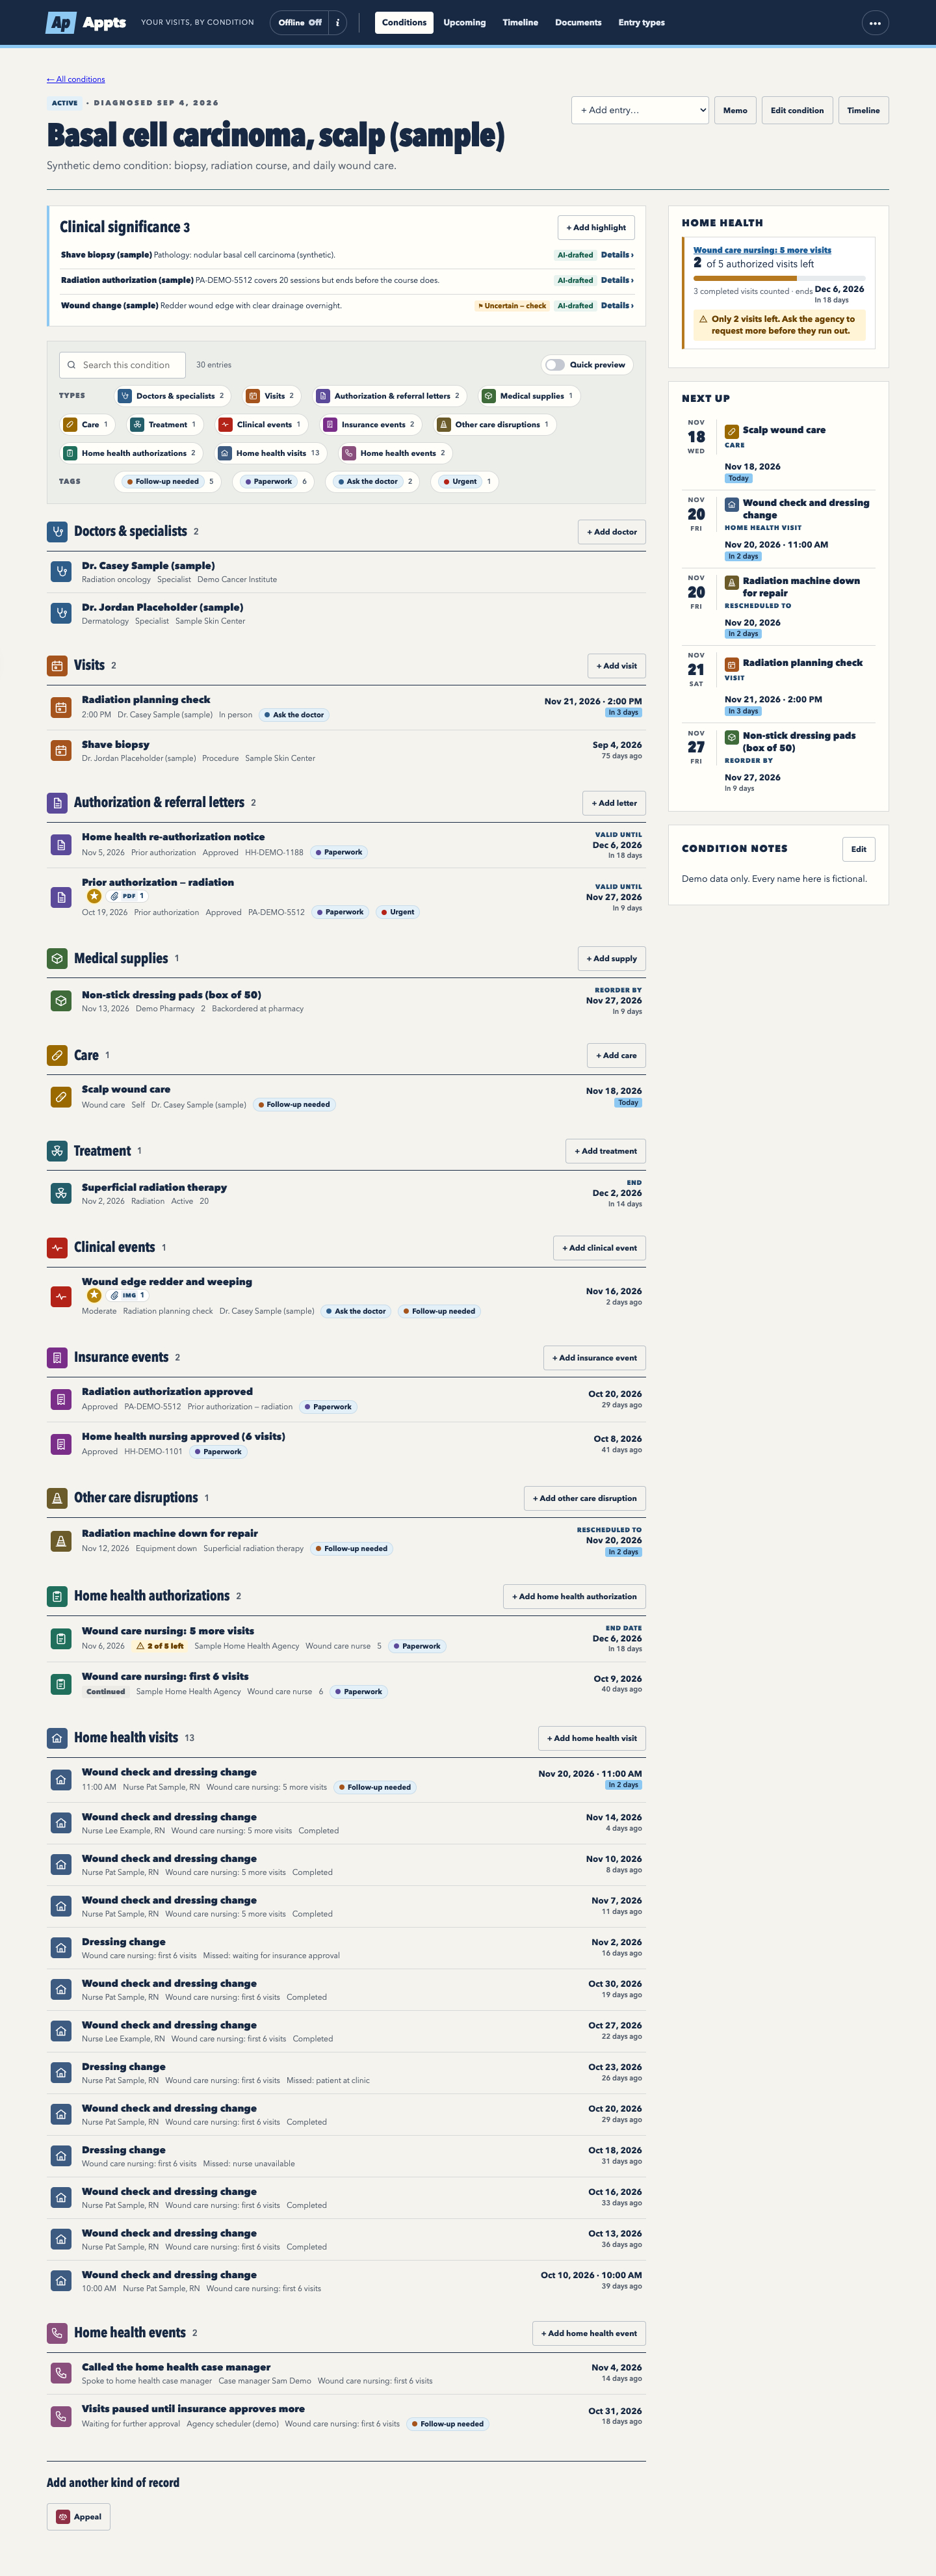 Ap Appts YOUR VISITS, BY CONDITION Offline Off i Conditions Upcoming Timeline Documents Entry types
← All conditions
ACTIVE • DIAGNOSED SEP 4, 2026
+ Add entry... Memo Edit condition Timeline
Basal cell carcinoma, scalp (sample)
Synthetic demo condition: biopsy, radiation course, and daily wound care.
Clinical significance 3
+ Add highlight
Shave biopsy (sample) Pathology: nodular basal cell carcinoma (synthetic). AI-drafted Details ›
Radiation authorization (sample) PA-DEMO-5512 covers 20 sessions but ends before the course does. AI-drafted Details ›
Wound change (sample) Redder wound edge with clear drainage overnight. Uncertain — check AI-drafted Details ›
Search this condition 30 entries Quick preview
TYPES Doctors & specialists 2 Visits 2 Authorization & referral letters 2 Medical supplies 1
Care 1 Treatment 1 Clinical events 1 Insurance events 2 Other care disruptions 1
Home health authorizations 2 Home health visits 13 Home health events 2
TAGS Follow-up needed 5 Paperwork 6 Ask the doctor 2 Urgent 1
Doctors & specialists 2
+ Add doctor
Dr. Casey Sample (sample)
Radiation oncology Specialist Demo Cancer Institute
Dr. Jordan Placeholder (sample)
Dermatology Specialist Sample Skin Center
Visits 2
+ Add visit
Radiation planning check
2:00 PM Dr. Casey Sample (sample) In person Ask the doctor
Nov 21, 2026 · 2:00 PM
In 3 days
Shave biopsy
Dr. Jordan Placeholder (sample) Procedure Sample Skin Center
Sep 4, 2026
75 days ago
Authorization & referral letters 2
+ Add letter
Home health re-authorization notice
Nov 5, 2026 Prior authorization Approved HH-DEMO-1188 Paperwork
VALID UNTIL
Dec 6, 2026
In 18 days
Prior authorization — radiation
PDF 1
Oct 19, 2026 Prior authorization Approved PA-DEMO-5512 Paperwork Urgent
VALID UNTIL
Nov 27, 2026
In 9 days
Medical supplies 1
+ Add supply
Non-stick dressing pads (box of 50)
Nov 13, 2026 Demo Pharmacy 2 Backordered at pharmacy
REORDER BY
Nov 27, 2026
In 9 days
Care 1
+ Add care
Scalp wound care
Wound care Self Dr. Casey Sample (sample) Follow-up needed
Nov 18, 2026
Today
Treatment 1
+ Add treatment
Superficial radiation therapy
Nov 2, 2026 Radiation Active 20
END
Dec 2, 2026
In 14 days
Clinical events 1
+ Add clinical event
Wound edge redder and weeping
IMG 1
Moderate Radiation planning check Dr. Casey Sample (sample) Ask the doctor Follow-up needed
Nov 16, 2026
2 days ago
Insurance events 2
+ Add insurance event
Radiation authorization approved
Approved PA-DEMO-5512 Prior authorization — radiation Paperwork
Oct 20, 2026
29 days ago
Home health nursing approved (6 visits)
Approved HH-DEMO-1101 Paperwork
Oct 8, 2026
41 days ago
Other care disruptions 1
+ Add other care disruption
Radiation machine down for repair
Nov 12, 2026 Equipment down Superficial radiation therapy Follow-up needed
RESCHEDULED TO
Nov 20, 2026
In 2 days
Home health authorizations 2
+ Add home health authorization
Wound care nursing: 5 more visits
Nov 6, 2026 2 of 5 left Sample Home Health Agency Wound care nurse 5 Paperwork
END DATE
Dec 6, 2026
In 18 days
Wound care nursing: first 6 visits
Continued Sample Home Health Agency Wound care nurse 6 Paperwork
Oct 9, 2026
40 days ago
Home health visits 13
+ Add home health visit
Wound check and dressing change
11:00 AM Nurse Pat Sample, RN Wound care nursing: 5 more visits Follow-up needed
Nov 20, 2026 · 11:00 AM
In 2 days
Wound check and dressing change
Nurse Lee Example, RN Wound care nursing: 5 more visits Completed
Nov 14, 2026
4 days ago
Wound check and dressing change
Nurse Pat Sample, RN Wound care nursing: 5 more visits Completed
Nov 10, 2026
8 days ago
Wound check and dressing change
Nurse Pat Sample, RN Wound care nursing: 5 more visits Completed
Nov 7, 2026
11 days ago
Dressing change
Wound care nursing: first 6 visits Missed: waiting for insurance approval
Nov 2, 2026
16 days ago
Wound check and dressing change
Nurse Pat Sample, RN Wound care nursing: first 6 visits Completed
Oct 30, 2026
19 days ago
Wound check and dressing change
Nurse Lee Example, RN Wound care nursing: first 6 visits Completed
Oct 27, 2026
22 days ago
Dressing change
Nurse Pat Sample, RN Wound care nursing: first 6 visits Missed: patient at clinic
Oct 23, 2026
26 days ago
Wound check and dressing change
Nurse Pat Sample, RN Wound care nursing: first 6 visits Completed
Oct 20, 2026
29 days ago
Dressing change
Wound care nursing: first 6 visits Missed: nurse unavailable
Oct 18, 2026
31 days ago
Wound check and dressing change
Nurse Pat Sample, RN Wound care nursing: first 6 visits Completed
Oct 16, 2026
33 days ago
Wound check and dressing change
Nurse Pat Sample, RN Wound care nursing: first 6 visits Completed
Oct 13, 2026
36 days ago
Wound check and dressing change
10:00 AM Nurse Pat Sample, RN Wound care nursing: first 6 visits
Oct 10, 2026 · 10:00 AM
39 days ago
Home health events 2
+ Add home health event
Called the home health case manager
Spoke to home health case manager Case manager Sam Demo Wound care nursing: first 6 visits
Nov 4, 2026
14 days ago
Visits paused until insurance approves more
Waiting for further approval Agency scheduler (demo) Wound care nursing: first 6 visits Follow-up needed
Oct 31, 2026
18 days ago
Add another kind of record
Appeal
HOME HEALTH
Wound care nursing: 5 more visits
2 of 5 authorized visits left
3 completed visits counted · ends Dec 6, 2026
In 18 days
Only 2 visits left. Ask the agency to
request more before they run out.
NEXT UP
NOV
18
WED
Scalp wound care
CARE
Nov 18, 2026
Today
NOV
20
FRI
Wound check and dressing
change
HOME HEALTH VISIT
Nov 20, 2026 · 11:00 AM
In 2 days
NOV
20
FRI
Radiation machine down
for repair
RESCHEDULED TO
Nov 20, 2026
In 2 days
NOV
21
SAT
Radiation planning check
VISIT
Nov 21, 2026 · 2:00 PM
In 3 days
NOV
27
FRI
Non-stick dressing pads
(box of 50)
REORDER BY
Nov 27, 2026
In 9 days
CONDITION NOTES
Edit
Demo data only. Every name here is fictional.